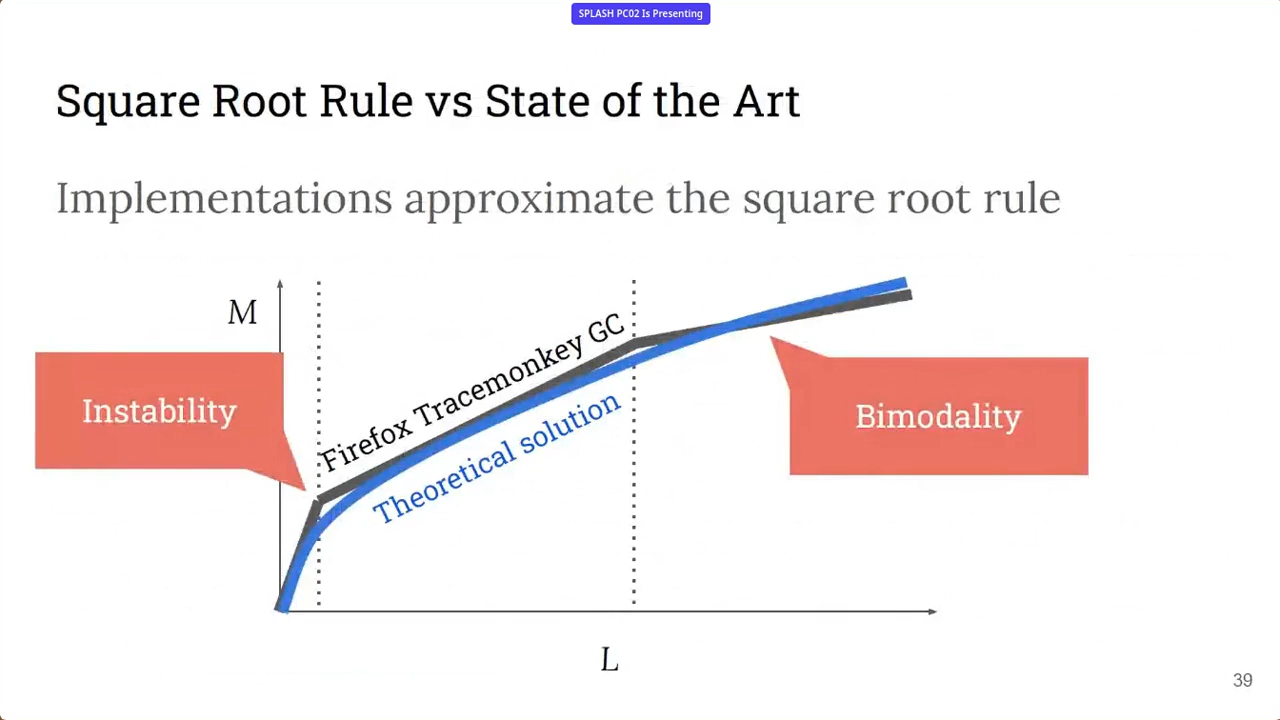 SPLASH PC02 Is Presenting
Square Root Rule vs State of the Art
Implementations approximate the square root rule
M
Instability
Firefox Tracemonkey GC
Theoretical solution
Bimodality
L
39